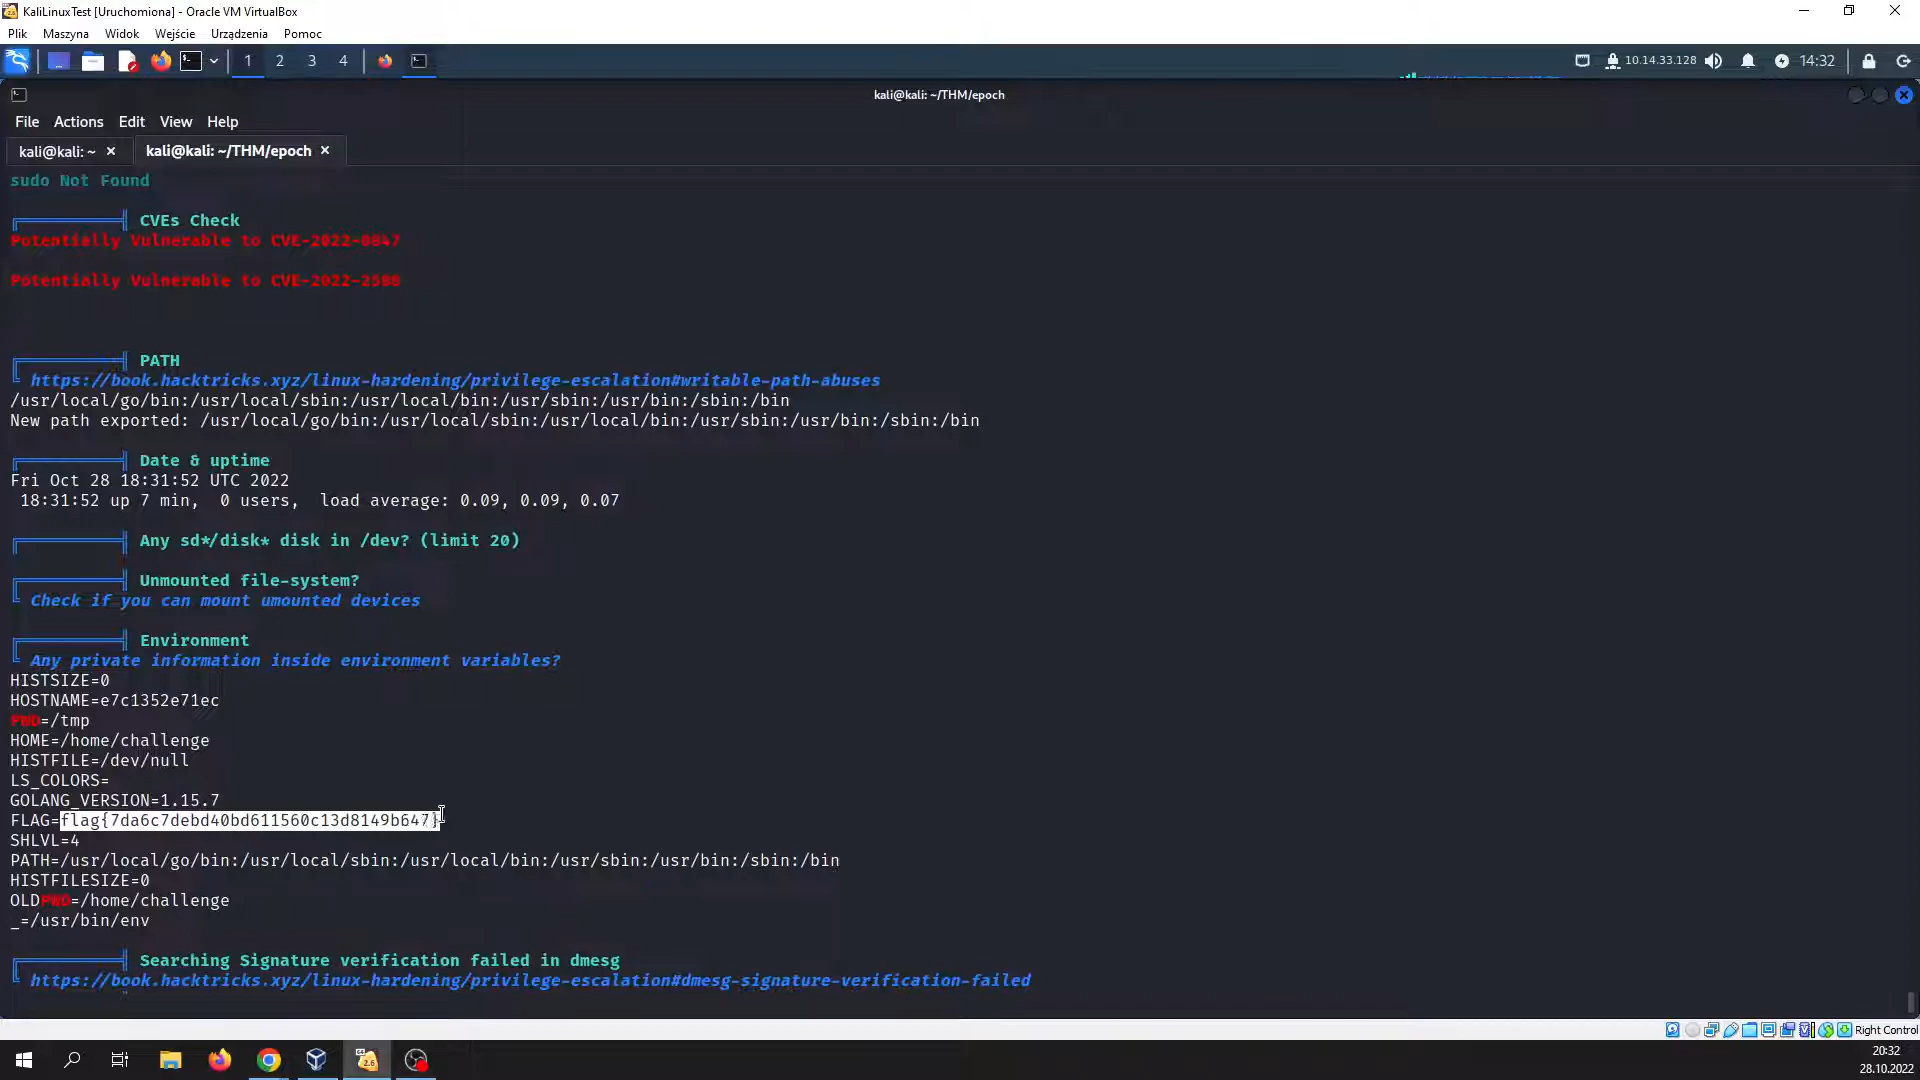 KaliLinuxTest [Uruchomiona] - Oracle VM VirtualBox
Plik Maszyna Widok Wejście Urządzenia Pomoc
1 2 3 4 10.14.33.128 14:32
kali@kali: ~/THM/epoch
File Actions Edit View Help
kali@kali: ~ × kali@kali: ~/THM/epoch ×
sudo Not Found
CVEs Check
Potentially Vulnerable to CVE-2022-0847
Potentially Vulnerable to CVE-2022-2588
PATH
https://book.hacktricks.xyz/linux-hardening/privilege-escalation#writable-path-abuses
/usr/local/go/bin:/usr/local/sbin:/usr/local/bin:/usr/sbin:/usr/bin:/sbin:/bin
New path exported: /usr/local/go/bin:/usr/local/sbin:/usr/local/bin:/usr/sbin:/usr/bin:/sbin:/bin
Date & uptime
Fri Oct 28 18:31:52 UTC 2022
18:31:52 up 7 min,  0 users,  load average: 0.09, 0.09, 0.07
Any sd*/disk* disk in /dev? (limit 20)
Unmounted file-system?
Check if you can mount umounted devices
Environment
Any private information inside environment variables?
HISTSIZE=0
HOSTNAME=e7c1352e71ec
PWD=/tmp
HOME=/home/challenge
HISTFILE=/dev/null
LS_COLORS=
GOLANG_VERSION=1.15.7
FLAG=flag{7da6c7debd40bd611560c13d8149b647}
SHLVL=4
PATH=/usr/local/go/bin:/usr/local/sbin:/usr/local/bin:/usr/sbin:/usr/bin:/sbin:/bin
HISTFILESIZE=0
OLDPWD=/home/challenge
_=/usr/bin/env
Searching Signature verification failed in dmesg
https://book.hacktricks.xyz/linux-hardening/privilege-escalation#dmesg-signature-verification-failed
Right Control
20:32
28.10.2022